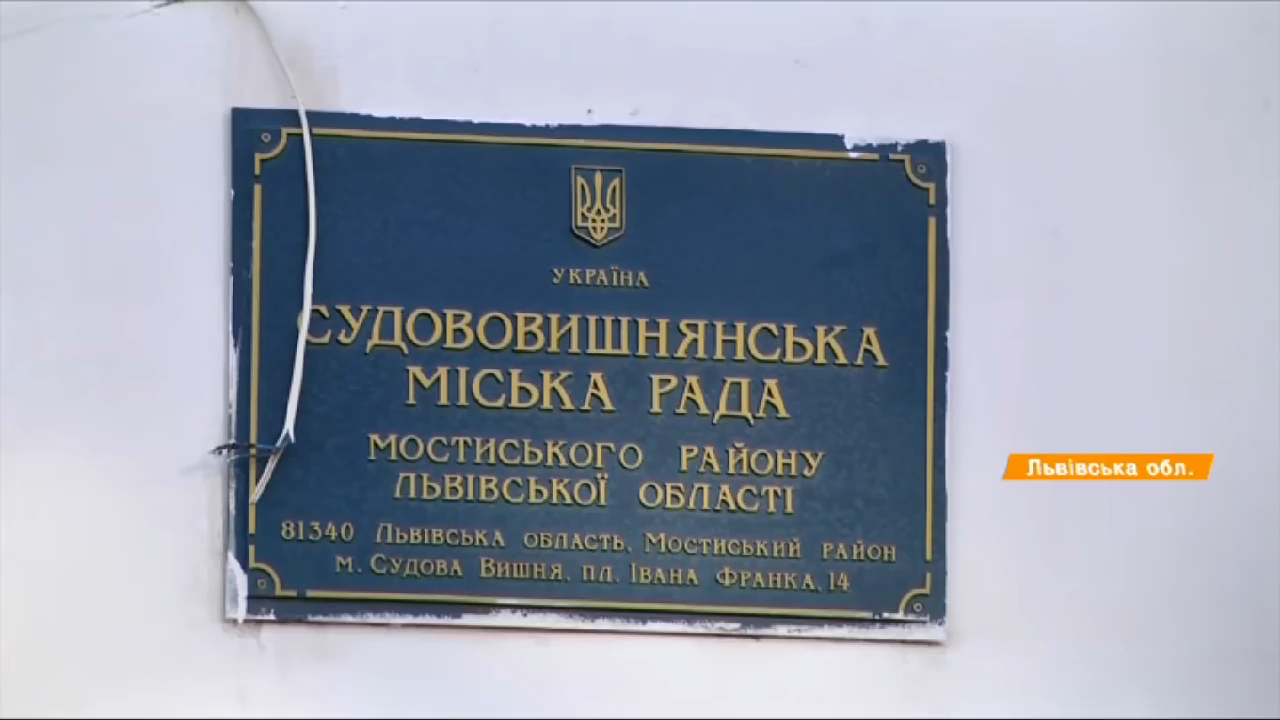 УКРАЇНА
СУДОВОВИШНЯНСЬКА
МІСЬКА РАДА
МОСТИСЬКОГО РАЙОНУ
ЛЬВІВСЬКОЇ ОБЛАСТІ
81340 ЛЬВІВСЬКА ОБЛАСТЬ, МОСТИСЬКИЙ РАЙОН
М. СУДОВА ВИШНЯ, ПЛ. ІВАНА ФРАНКА, 14
Львівська обл.